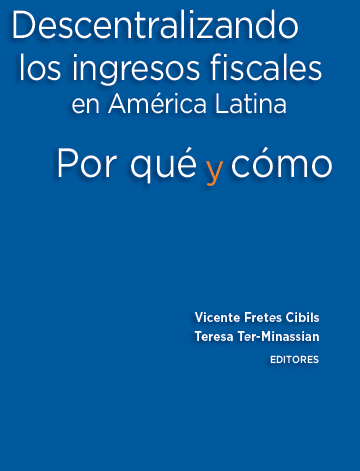 Descentralizando
los ingresos fiscales
en América Latina
Por qué y cómo
Vicente Fretes Cibils
Teresa Ter-Minassian
EDITORES